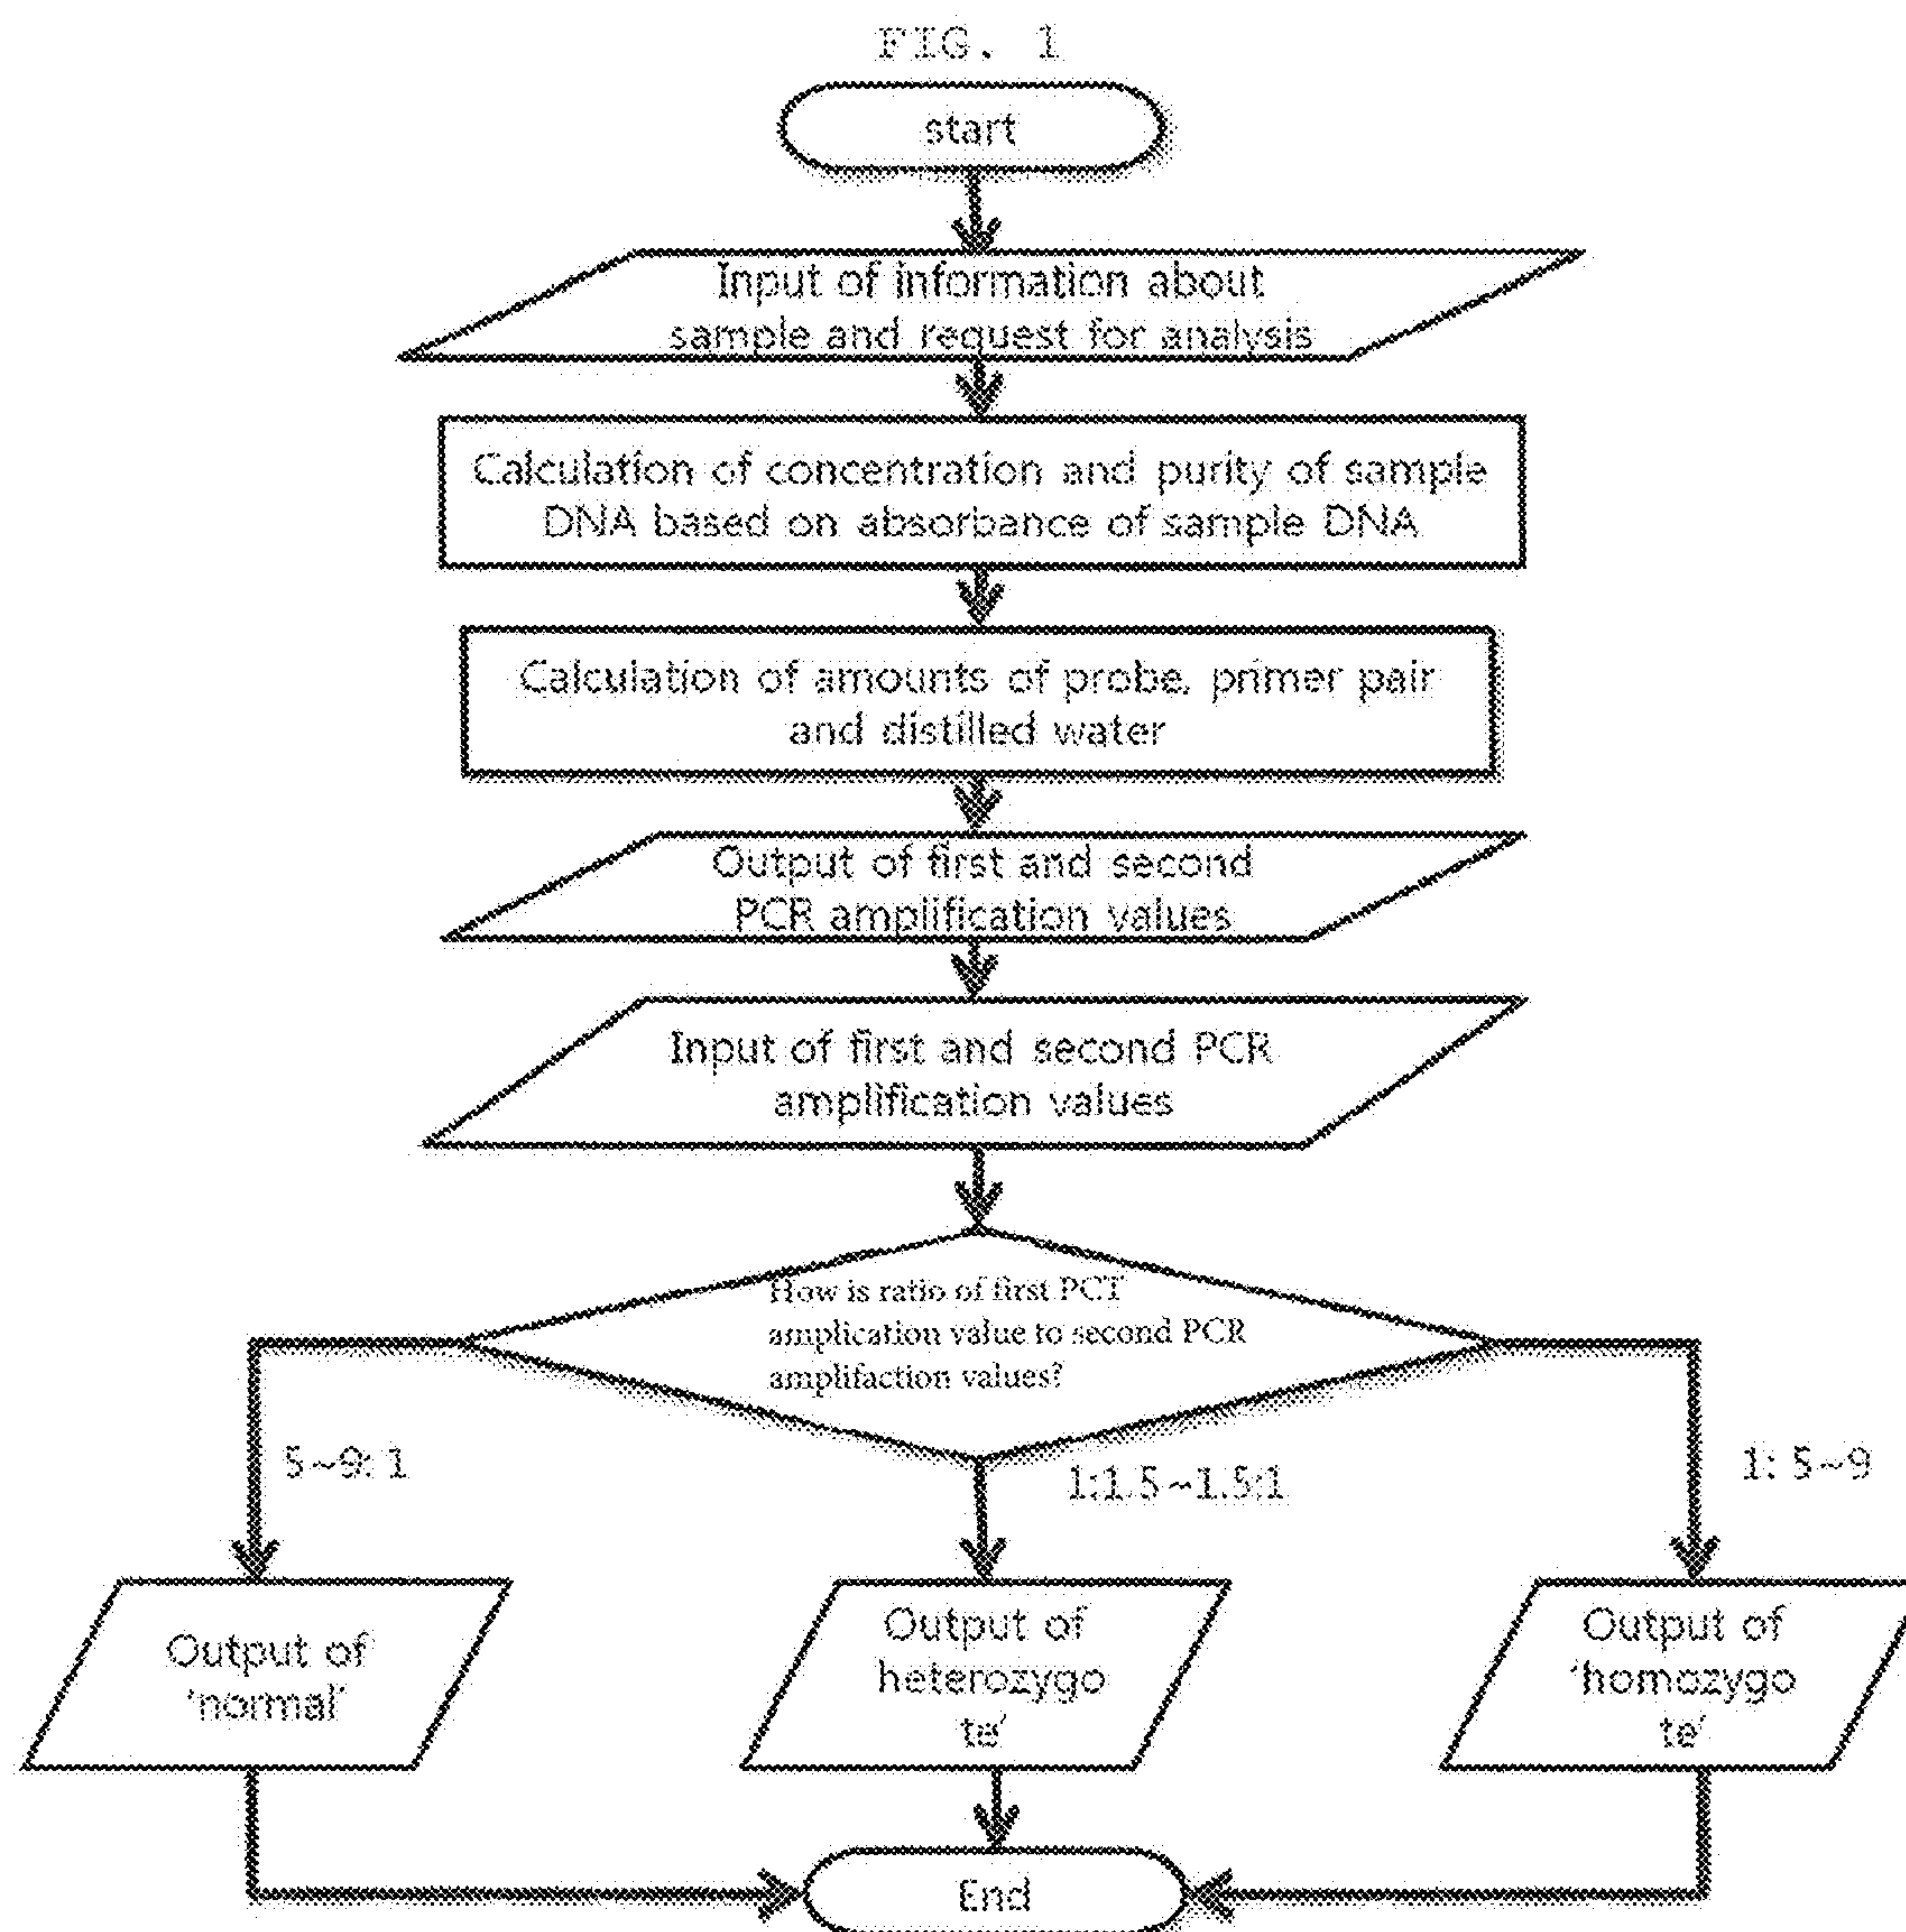 FIG. 1
start
Input of information about
sample and request for analysis
Calculation of concentration and purity of sample
DNA based on absorbance of sample DNA
Calculation of amounts of probe, primer pair
and distilled water
Output of first and second
PCR amplification values
Input of first and second PCR
amplification values
How is ratio of first PCT
amplication value to second PCR
amplifaction values?
5~9:1
1:1.5~1.5:1
1: 5~9
Output of
'normal'
Output of
heterozygo
te'
Output of
'homozygo
te'
End